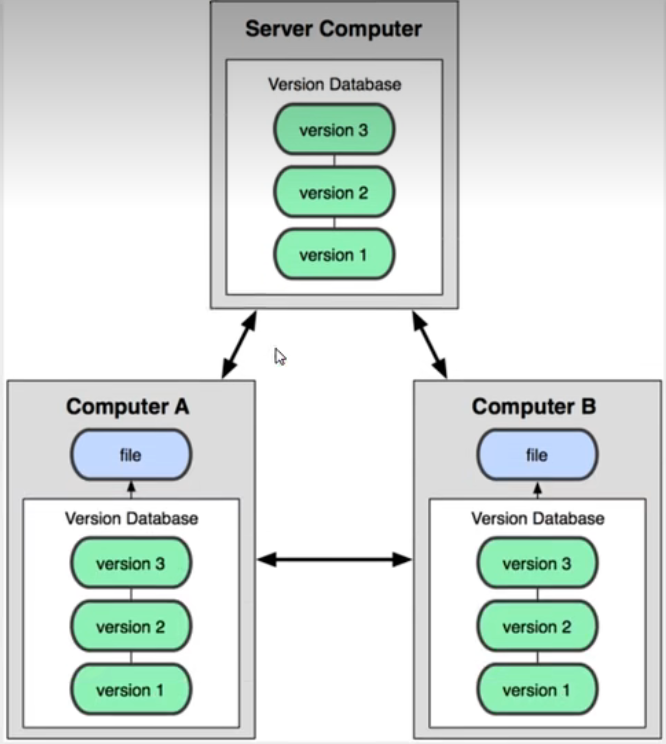 Server Computer
Version Database
version 3
version 2
version 1
Computer A
file
Version Database
version 3
version 2
version 1
Computer B
file
Version Database
version 3
version 2
version 1